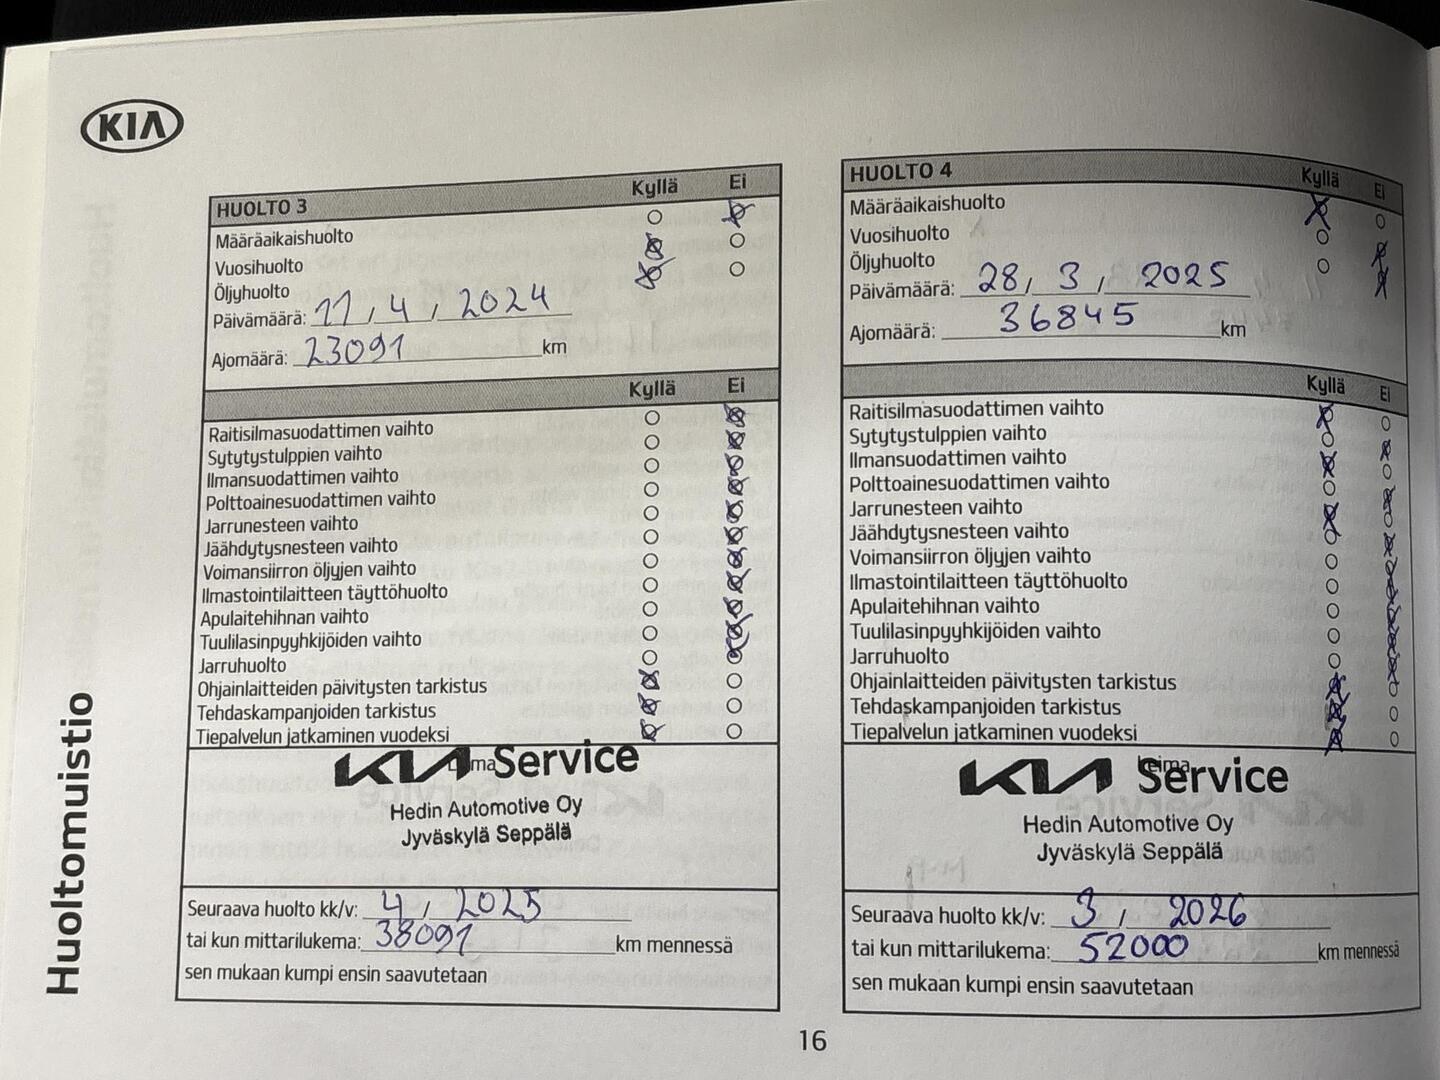 KIA
HUOLTO 3 Kyllä Ei
Määräaikaishuolto
Vuosihuolto
Öljyhuolto
Päivämäärä: 11 / 4 / 2024
Ajomäärä: 23091 km
Kyllä Ei
Raitisilmasuodattimen vaihto
Sytytystulppien vaihto
Ilmansuodattimen vaihto
Polttoainesuodattimen vaihto
Jarrunesteen vaihto
Jäähdytysnesteen vaihto
Voimansiirron öljyjen vaihto
Ilmastointilaitteen täyttöhuolto
Apulaitehihnan vaihto
Tuulilasinpyyhkijöiden vaihto
Jarruhuolto
Ohjainlaitteiden päivitysten tarkistus
Tehdaskampanjoiden tarkistus
Tiepalvelun jatkaminen vuodeksi
KIA Service
Hedin Automotive Oy
Jyväskylä Seppälä
Seuraava huolto kk/v: 4 / 2025
tai kun mittarilukema: 38091 km mennessä
sen mukaan kumpi ensin saavutetaan
HUOLTO 4 Kyllä Ei
Määräaikaishuolto
Vuosihuolto
Öljyhuolto
Päivämäärä: 28 / 3 / 2025
Ajomäärä: 36845 km
Kyllä Ei
Raitisilmasuodattimen vaihto
Sytytystulppien vaihto
Ilmansuodattimen vaihto
Polttoainesuodattimen vaihto
Jarrunesteen vaihto
Jäähdytysnesteen vaihto
Voimansiirron öljyjen vaihto
Ilmastointilaitteen täyttöhuolto
Apulaitehihnan vaihto
Tuulilasinpyyhkijöiden vaihto
Jarruhuolto
Ohjainlaitteiden päivitysten tarkistus
Tehdaskampanjoiden tarkistus
Tiepalvelun jatkaminen vuodeksi
Leima
KIA Service
Hedin Automotive Oy
Jyväskylä Seppälä
Seuraava huolto kk/v: 3 / 2026
tai kun mittarilukema: 52000 km mennessä
sen mukaan kumpi ensin saavutetaan
Huoltomuistio
16